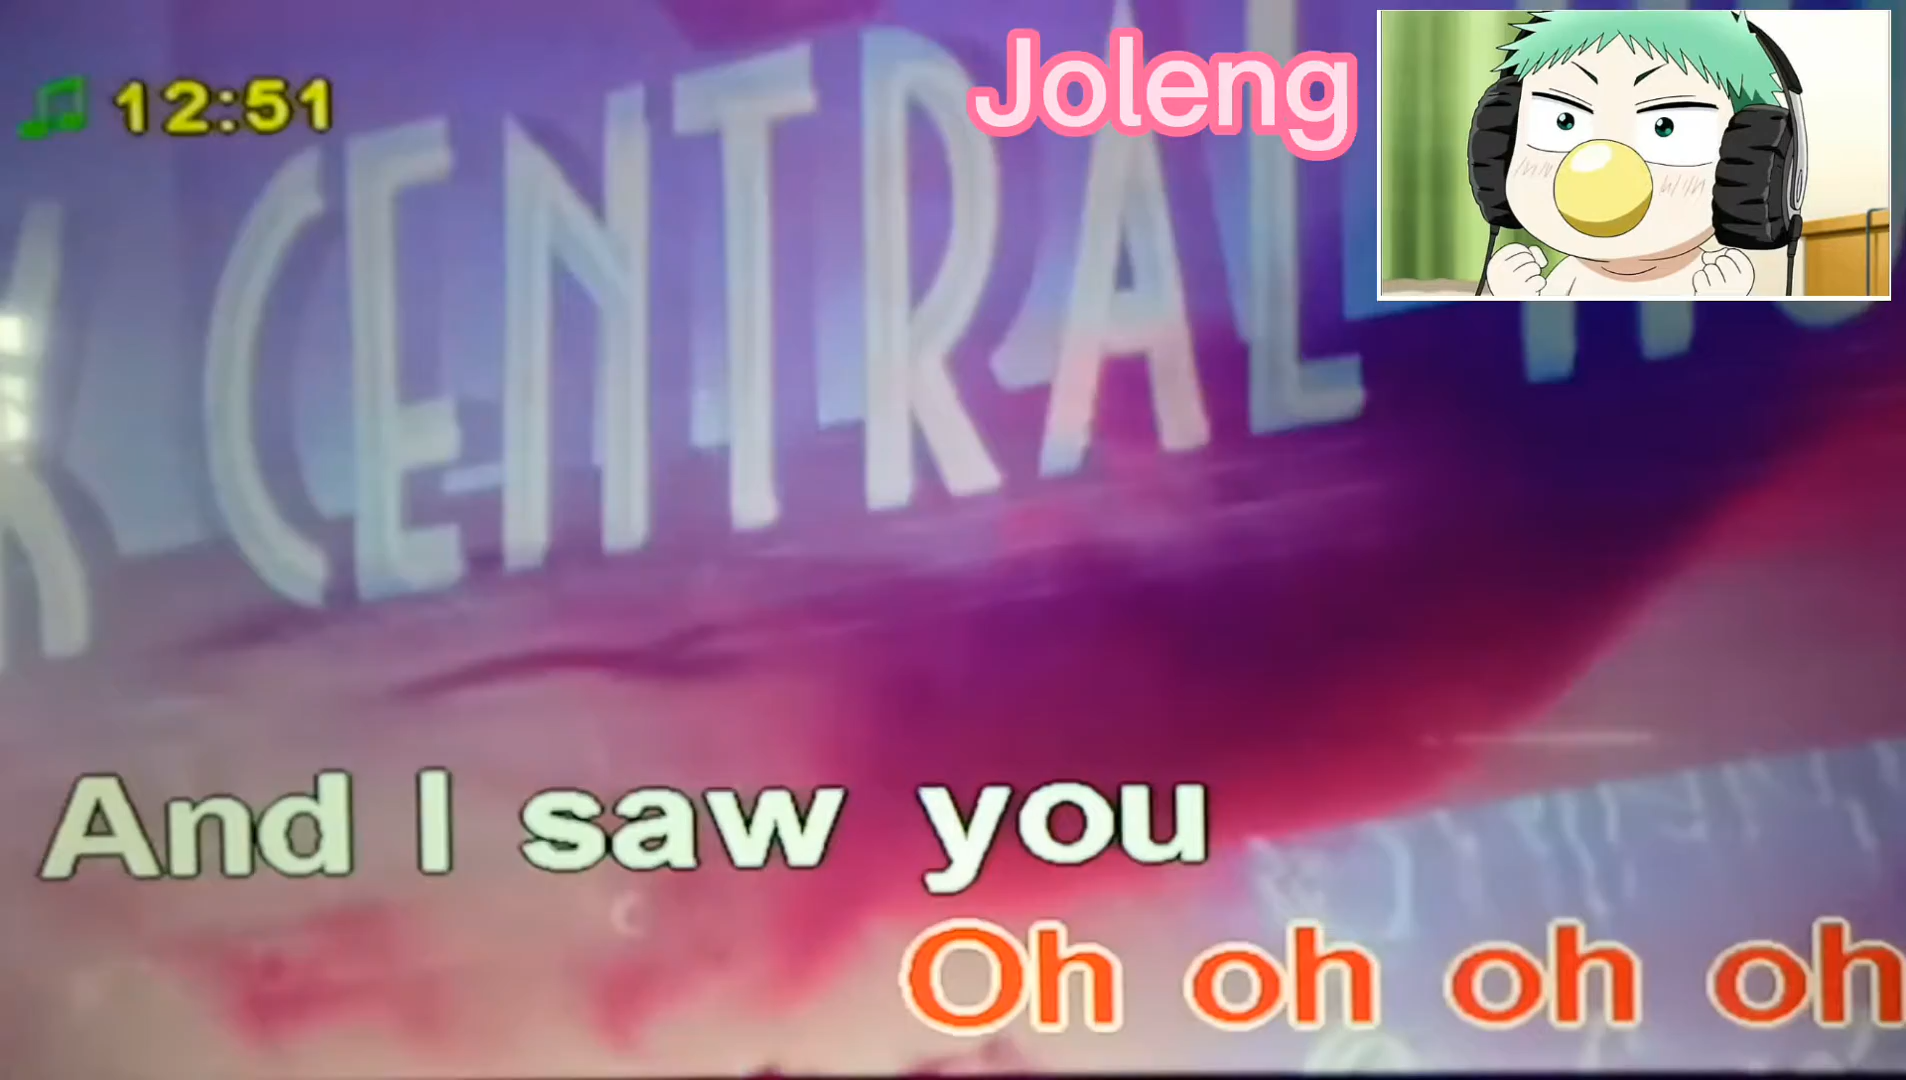 12:51
Joleng
CENTRAL
And I saw you
Oh oh oh oh